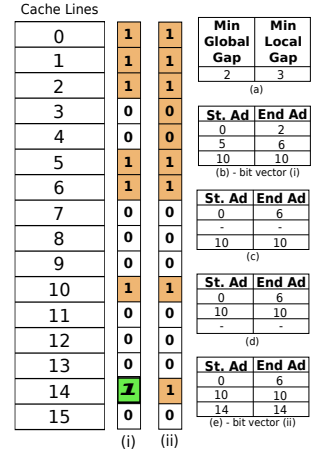 Cache Lines
0 1 1
1 1 1
2 1 1
3 0 0
4 0 0
5 1 1
6 1 1
7 0 0
8 0 0
9 0 0
10 1 1
11 0 0
12 0 0
13 0 0
14 1 1
15 0 0
(i) (ii)
Min Global Gap Min Local Gap
2 3
(a)
St. Ad End Ad
0 2
5 6
10 10
(b) - bit vector (i)
St. Ad End Ad
0 6
- -
10 10
(c)
St. Ad End Ad
0 6
10 10
- -
(d)
St. Ad End Ad
0 6
10 10
14 14
(e) - bit vector (ii)